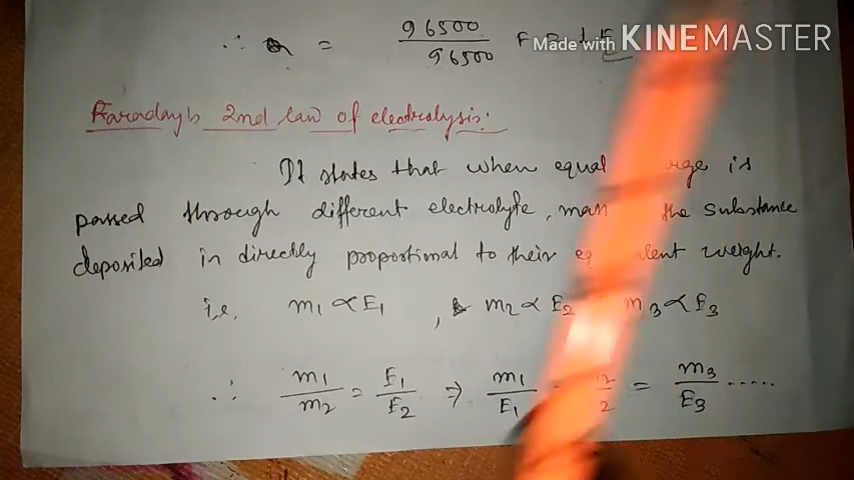 ∴ = 96500 / 96500 F
Made with KINEMASTER
Faraday's 2nd law of electrolysis:
It states that when equal is
passed through different electrolyte, mass the substance
deposited in directly proportional to their weight.
i.e. m1 ∝ E1 , m2 ∝ E2 m3 ∝ E3
∴ m1/m2 = E1/E2 ⇒ m1/E1 = m3/E3 .....